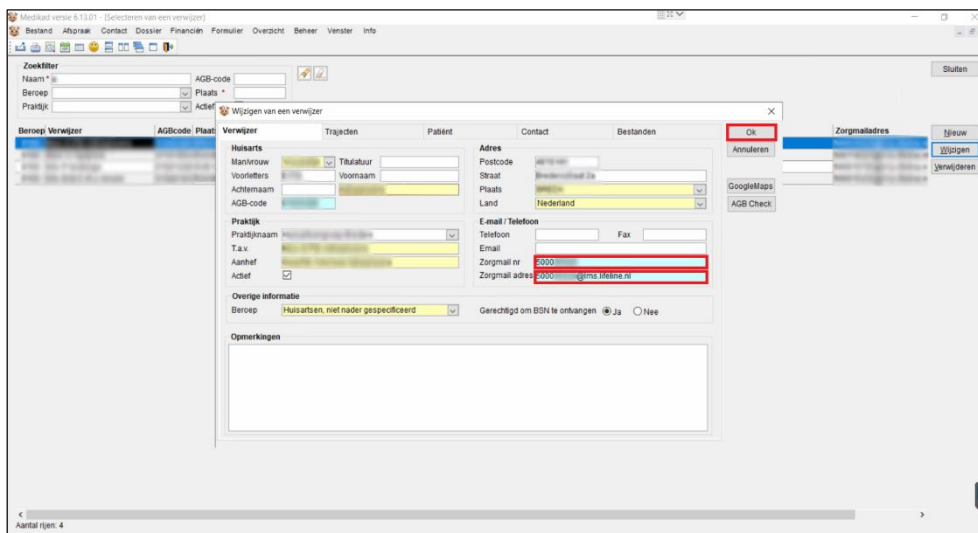 Medikad versie 6.13.01 - [Selecteren van een verwijzer]
Bestand Afspraak Contact Dossier Financiën Formulier Overzicht Beheer Venster Info
Zoekfilter
Naam * AGB-code
Beroep Plaats *
Praktijk Actief
Sluiten
Beroep Verwijzer AGBcode Plaats Zorgmailadres
Nieuw
Wijzigen
Verwijderen
Wijzigen van een verwijzer
Verwijzer Trajecten Patiënt Contact Bestanden
Ok
Annuleren
GoogleMaps
AGB Check
Huisarts
Man/vrouw Titulatuur
Voorletters Voornaam
Achternaam
AGB-code
Adres
Postcode
Straat
Plaats
Land Nederland
Praktijk
Praktijknaam
T.a.v.
Aanhef
Actief
E-mail / Telefoon
Telefoon Fax
Email
Zorgmail nr 5000
Zorgmail adres 5000 @lms.lifeline.nl
Overige informatie
Beroep Huisartsen, niet nader gespecificeerd Gerechtigd om BSN te ontvangen Ja Nee
Opmerkingen
Aantal rijen: 4